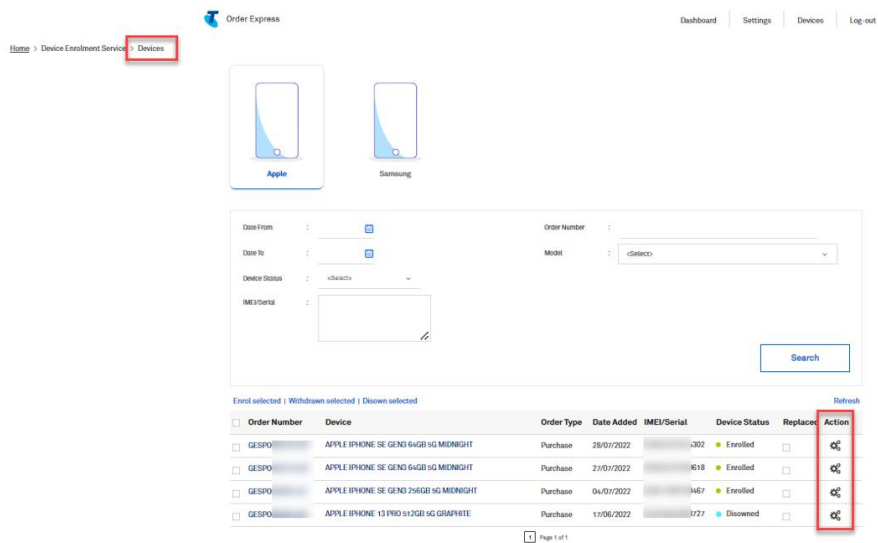 Order Express
Dashboard Settings Devices Log-out
Home > Device Enrolment Service > Devices
Apple Samsung
Date From : Order Number :
Date To : Model : <Select>
Device Status : <Select>
IMEI/Serial :
Search
Enrol selected | Withdrawn selected | Disown selected Refresh
Order Number Device Order Type Date Added IMEI/Serial Device Status Replaced Action
GESPO APPLE IPHONE SE GEN3 64GB 5G MIDNIGHT Purchase 28/07/2022 302 Enrolled
GESPO APPLE IPHONE SE GEN3 64GB 5G MIDNIGHT Purchase 27/07/2022 618 Enrolled
GESPO APPLE IPHONE SE GEN3 256GB 5G MIDNIGHT Purchase 04/07/2022 467 Enrolled
GESPO APPLE IPHONE 13 PRO 512GB 5G GRAPHITE Purchase 17/06/2022 727 Disowned
1 Page 1 of 1